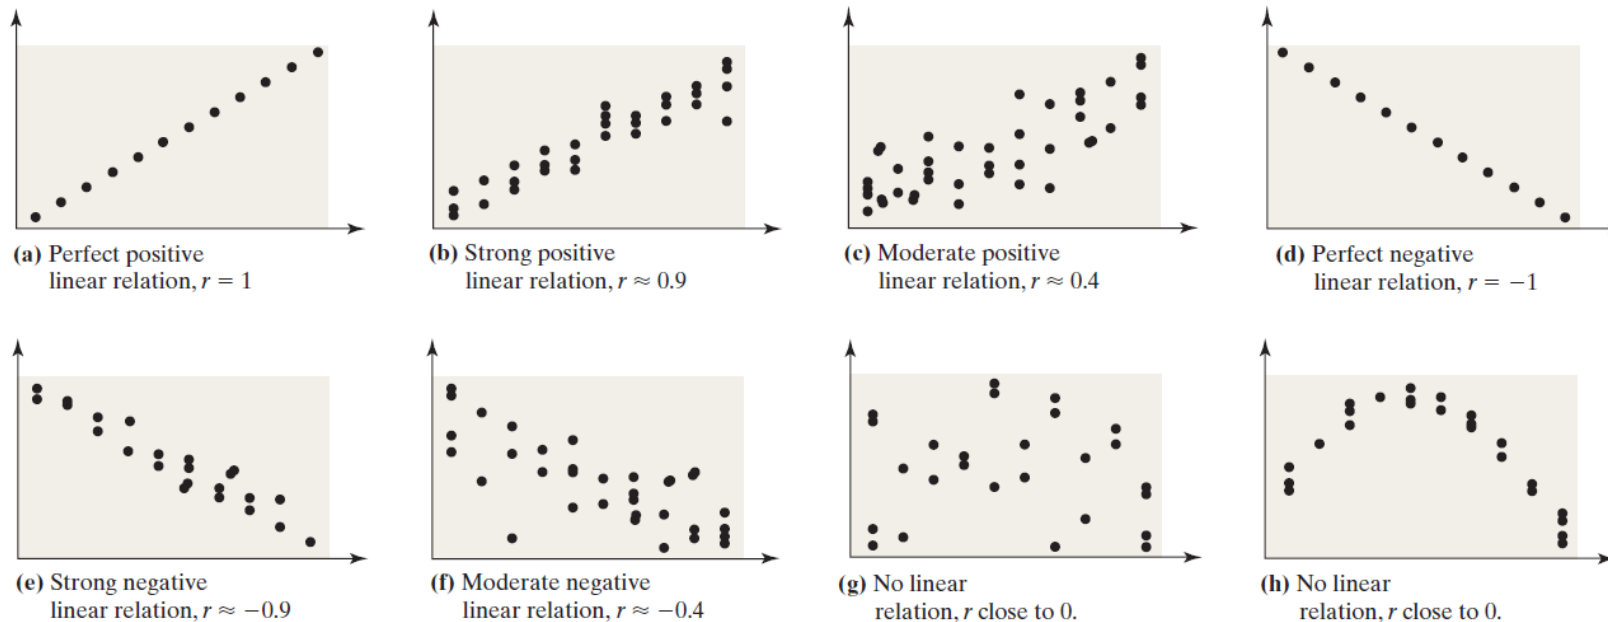 (a) Perfect positive
linear relation, r = 1
(b) Strong positive
linear relation, r ≈ 0.9
(c) Moderate positive
linear relation, r ≈ 0.4
(d) Perfect negative
linear relation, r = −1
(e) Strong negative
linear relation, r ≈ −0.9
(f) Moderate negative
linear relation, r ≈ −0.4
(g) No linear
relation, r close to 0.
(h) No linear
relation, r close to 0.